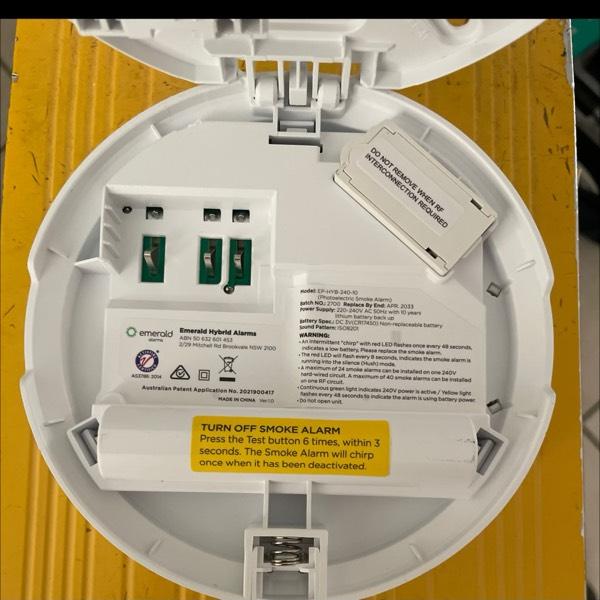 DO NOT REMOVE WHEN RF
INTERCONNECTION REQUIRED
Model: EP-HYB-240-10
(Photoelectric Smoke Alarm)
Batch NO.: 2700 Replace By End: APR. 2033
Power Supply: 220-240V AC 50Hz with 10 years
lithium battery back up
Battery Spec.: DC 3V(CR17450) Non-replaceable battery
Sound Pattern: ISO8201
WARNING:
• An intermittent "chirp" with red LED flashes once every 48 seconds,
indicates a low battery. Please replace the smoke alarm.
• The red LED will flash every 8 seconds, indicates the smoke alarm is
running into the silence (Hush) mode.
• A maximum of 24 smoke alarms can be installed on one 240V
hard-wired circuit. A maximum of 40 smoke alarms can be installed
on one RF circuit.
• Continuous green light indicates 240V power is active / Yellow light
flashes every 48 seconds to indicate the alarm is using battery power.
• Do not open unit.
emerald
alarms
Emerald Hybrid Alarms
ABN 50 632 601 453
2/29 Mitchell Rd Brookvale NSW 2100
AS3786: 2014
Australian Patent Application No. 2021900417
MADE IN CHINA Ver:1.0
TURN OFF SMOKE ALARM
Press the Test button 6 times, within 3
seconds. The Smoke Alarm will chirp
once when it has been deactivated.